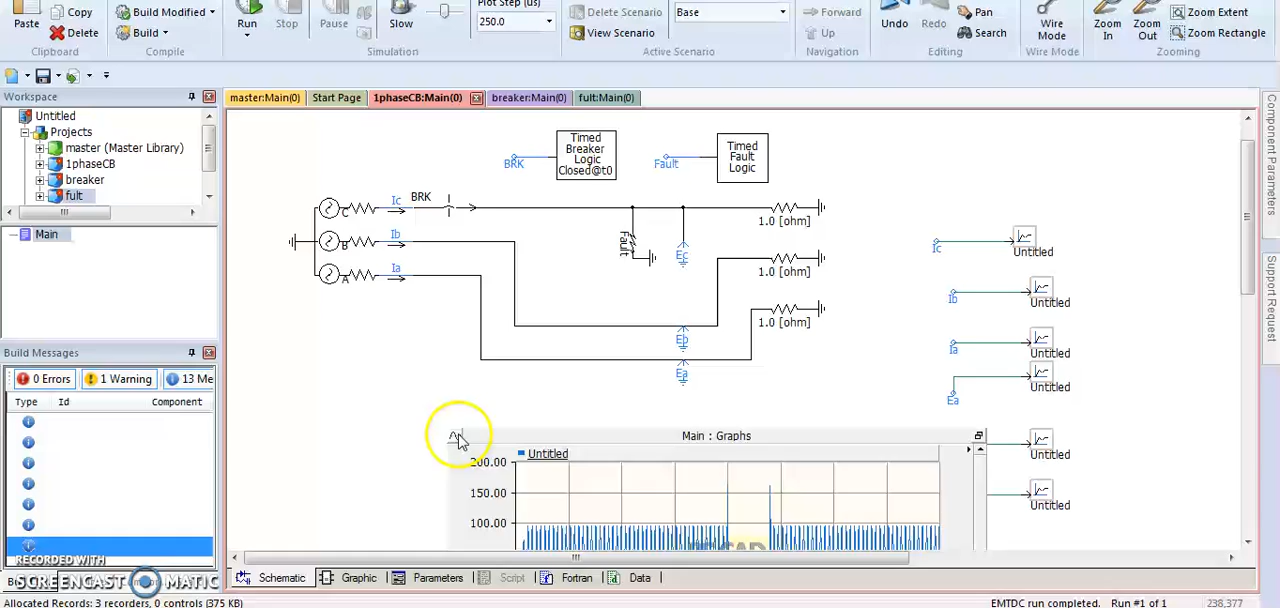 Plot Step (us)
Paste
Copy
Delete
Build Modified
Build
Run
Stop
Pause
Slow
250.0
Delete Scenario
View Scenario
Base
Forward
Up
Undo
Redo
Pan
Search
Wire
Mode
Zoom
In
Zoom
Out
Zoom Extent
Zoom Rectangle
Clipboard
Compile
Simulation
Active Scenario
Navigation
Editing
Wire Mode
Zooming
Workspace
master:Main(0)
Start Page
1phaseCB:Main(0)
breaker:Main(0)
fult:Main(0)
Untitled
Projects
master (Master Library)
1phaseCB
breaker
fult
Main
Build Messages
0 Errors
1 Warning
13 Me
Type Id Component
BRK
Timed
Breaker
Logic
Closed@t0
Fault
Timed
Fault
Logic
Ic
BRK
C
Ib
B
Ia
A
Fault
Ec
Eb
Ea
1.0 [ohm]
1.0 [ohm]
1.0 [ohm]
Ic
Untitled
Ib
Untitled
Ia
Untitled
Ea
Untitled
Untitled
Untitled
Main : Graphs
Untitled
200.00
150.00
100.00
Component Parameters
Support Request
RECORDED WITH
SCREENCAST MATIC
Schematic
Graphic
Parameters
Script
Fortran
Data
Allocated Records: 3 recorders, 0 controls (375 KB)
EMTDC run completed.
Run #1 of 1
238,377